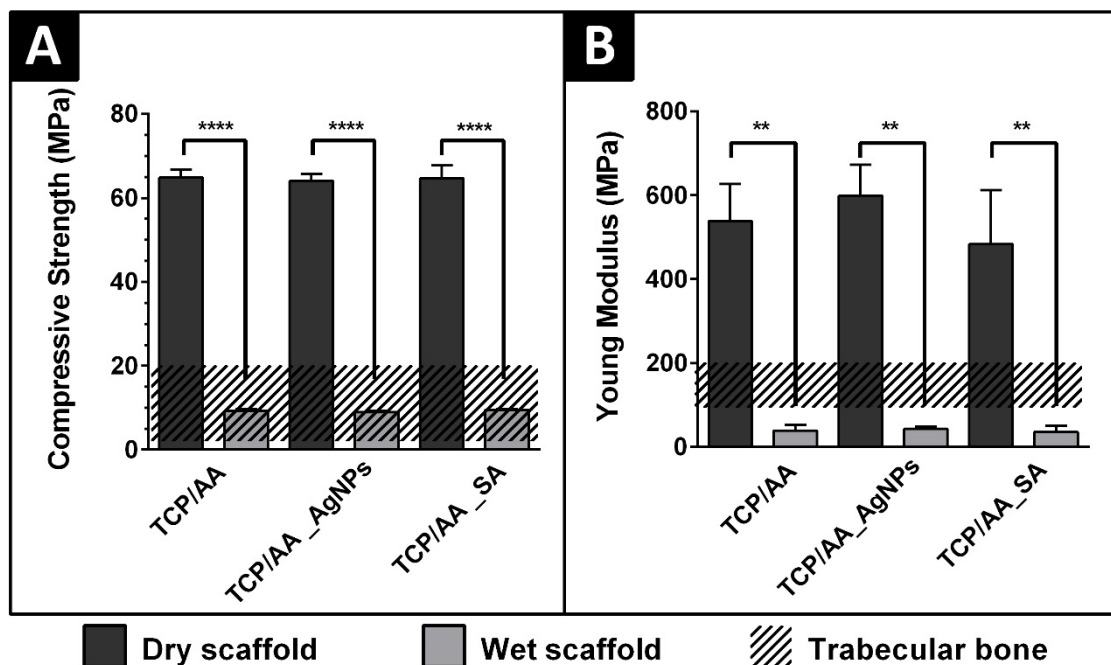 A
Compressive Strength (MPa)
80
60
40
20
0
****
****
****
TCP/AA
TCP/AA_AgNPs
TCP/AA_SA
B
Young Modulus (MPa)
800
600
400
200
0
**
**
**
TCP/AA
TCP/AA_AgNPs
TCP/AA_SA
Dry scaffold
Wet scaffold
Trabecular bone